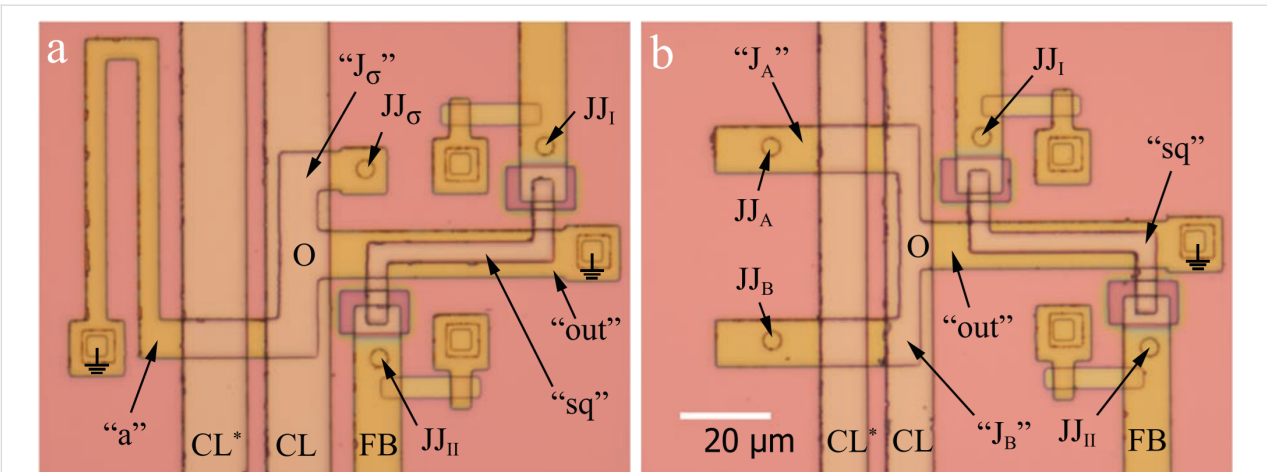 a
“Jσ”
JJσ
JJI
O
“out”
“sq”
“a”
CL*
CL
FB
JJII
b
“JA”
JJI
“sq”
JJA
O
JJB
“out”
20 μm
CL*
CL
“JB”
JJII
FB